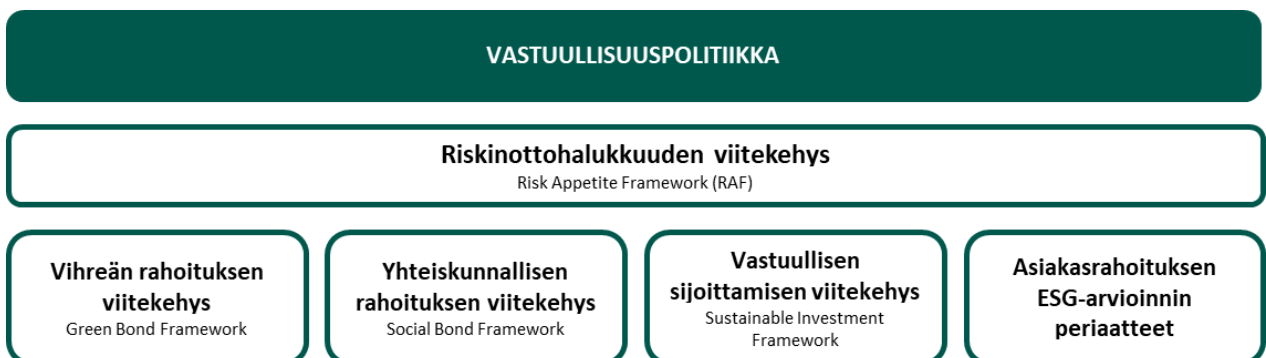 VASTUULLISUUSPOLITIIKKA
Riskinottohalukkuuden viitekehys
Risk Appetite Framework (RAF)
Vihreän rahoituksen
viitekehys
Green Bond Framework
Yhteiskunnallisen
rahoituksen viitekehys
Social Bond Framework
Vastuullisen
sijoittamisen viitekehys
Sustainable Investment
Framework
Asiakasrahoituksen
ESG-arvioinnin
periaatteet